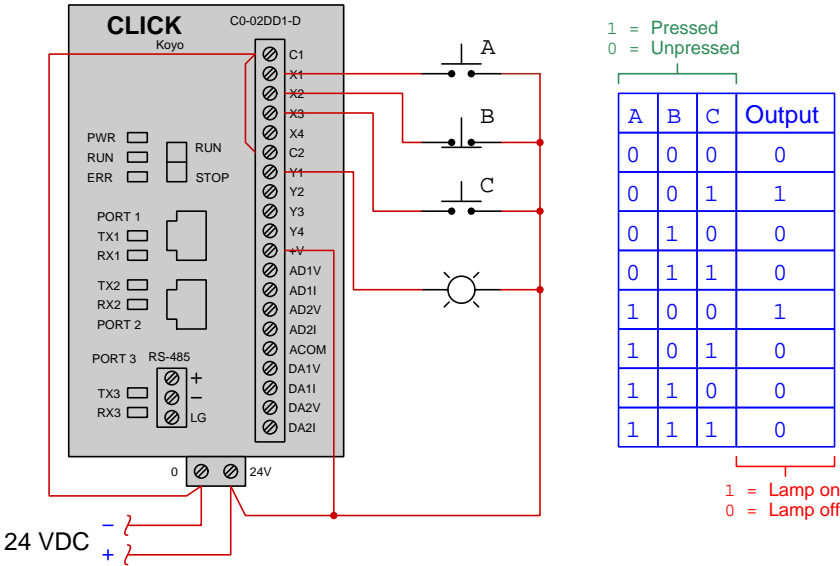 CLICK
Koyo
C0-02DD1-D
C1
X1
X2
X3
X4
C2
Y1
Y2
Y3
Y4
+V
AD1V
AD1I
AD2V
AD2I
ACOM
DA1V
DA1I
DA2V
DA2I
PWR
RUN
ERR
RUN
STOP
PORT 1
TX1
RX1
TX2
RX2
PORT 2
PORT 3 RS-485
TX3
RX3
+
−
LG
0
24V
24 VDC
−
+
A
B
C
1 = Pressed
0 = Unpressed
A B C Output
0 0 0 0
0 0 1 1
0 1 0 0
0 1 1 0
1 0 0 1
1 0 1 0
1 1 0 0
1 1 1 0
1 = Lamp on
0 = Lamp off